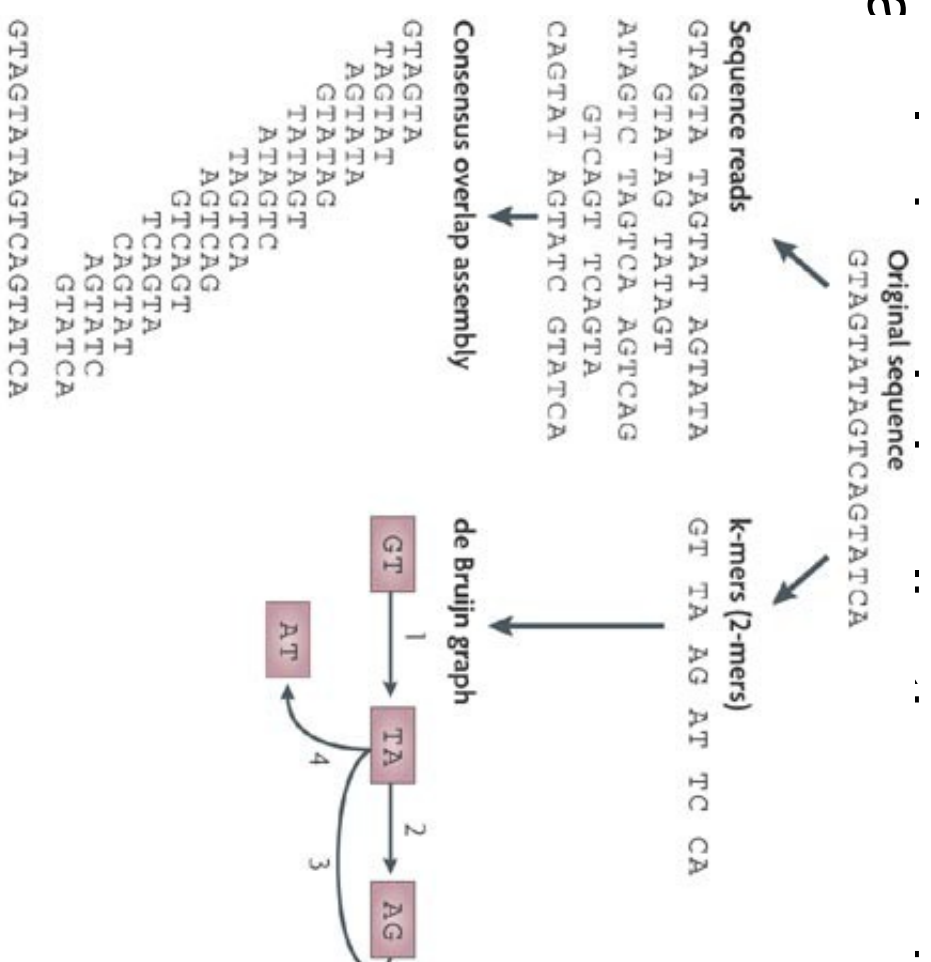 Original sequence
GTAGTATAGTCAGTATCA
Sequence reads
GTAGTA TAGTAT AGTATA
GTATAG TATAGT
ATAGTC TAGTCA AGTCAG
GTCAGT TCAGTA
CAGTAT AGTATC GTATCA
Consensus overlap assembly
GTAGTA
TAGTAT
AGTATA
GTATAG
TATAGT
ATAGTC
TAGTCA
AGTCAG
GTCAGT
TCAGTA
CAGTAT
AGTATC
GTATCA
GTAGTATAGTCAGTATCA
k-mers (2-mers)
GT TA AG AT TC CA
de Bruijn graph
1 2
GT TA AG
4 3
AT